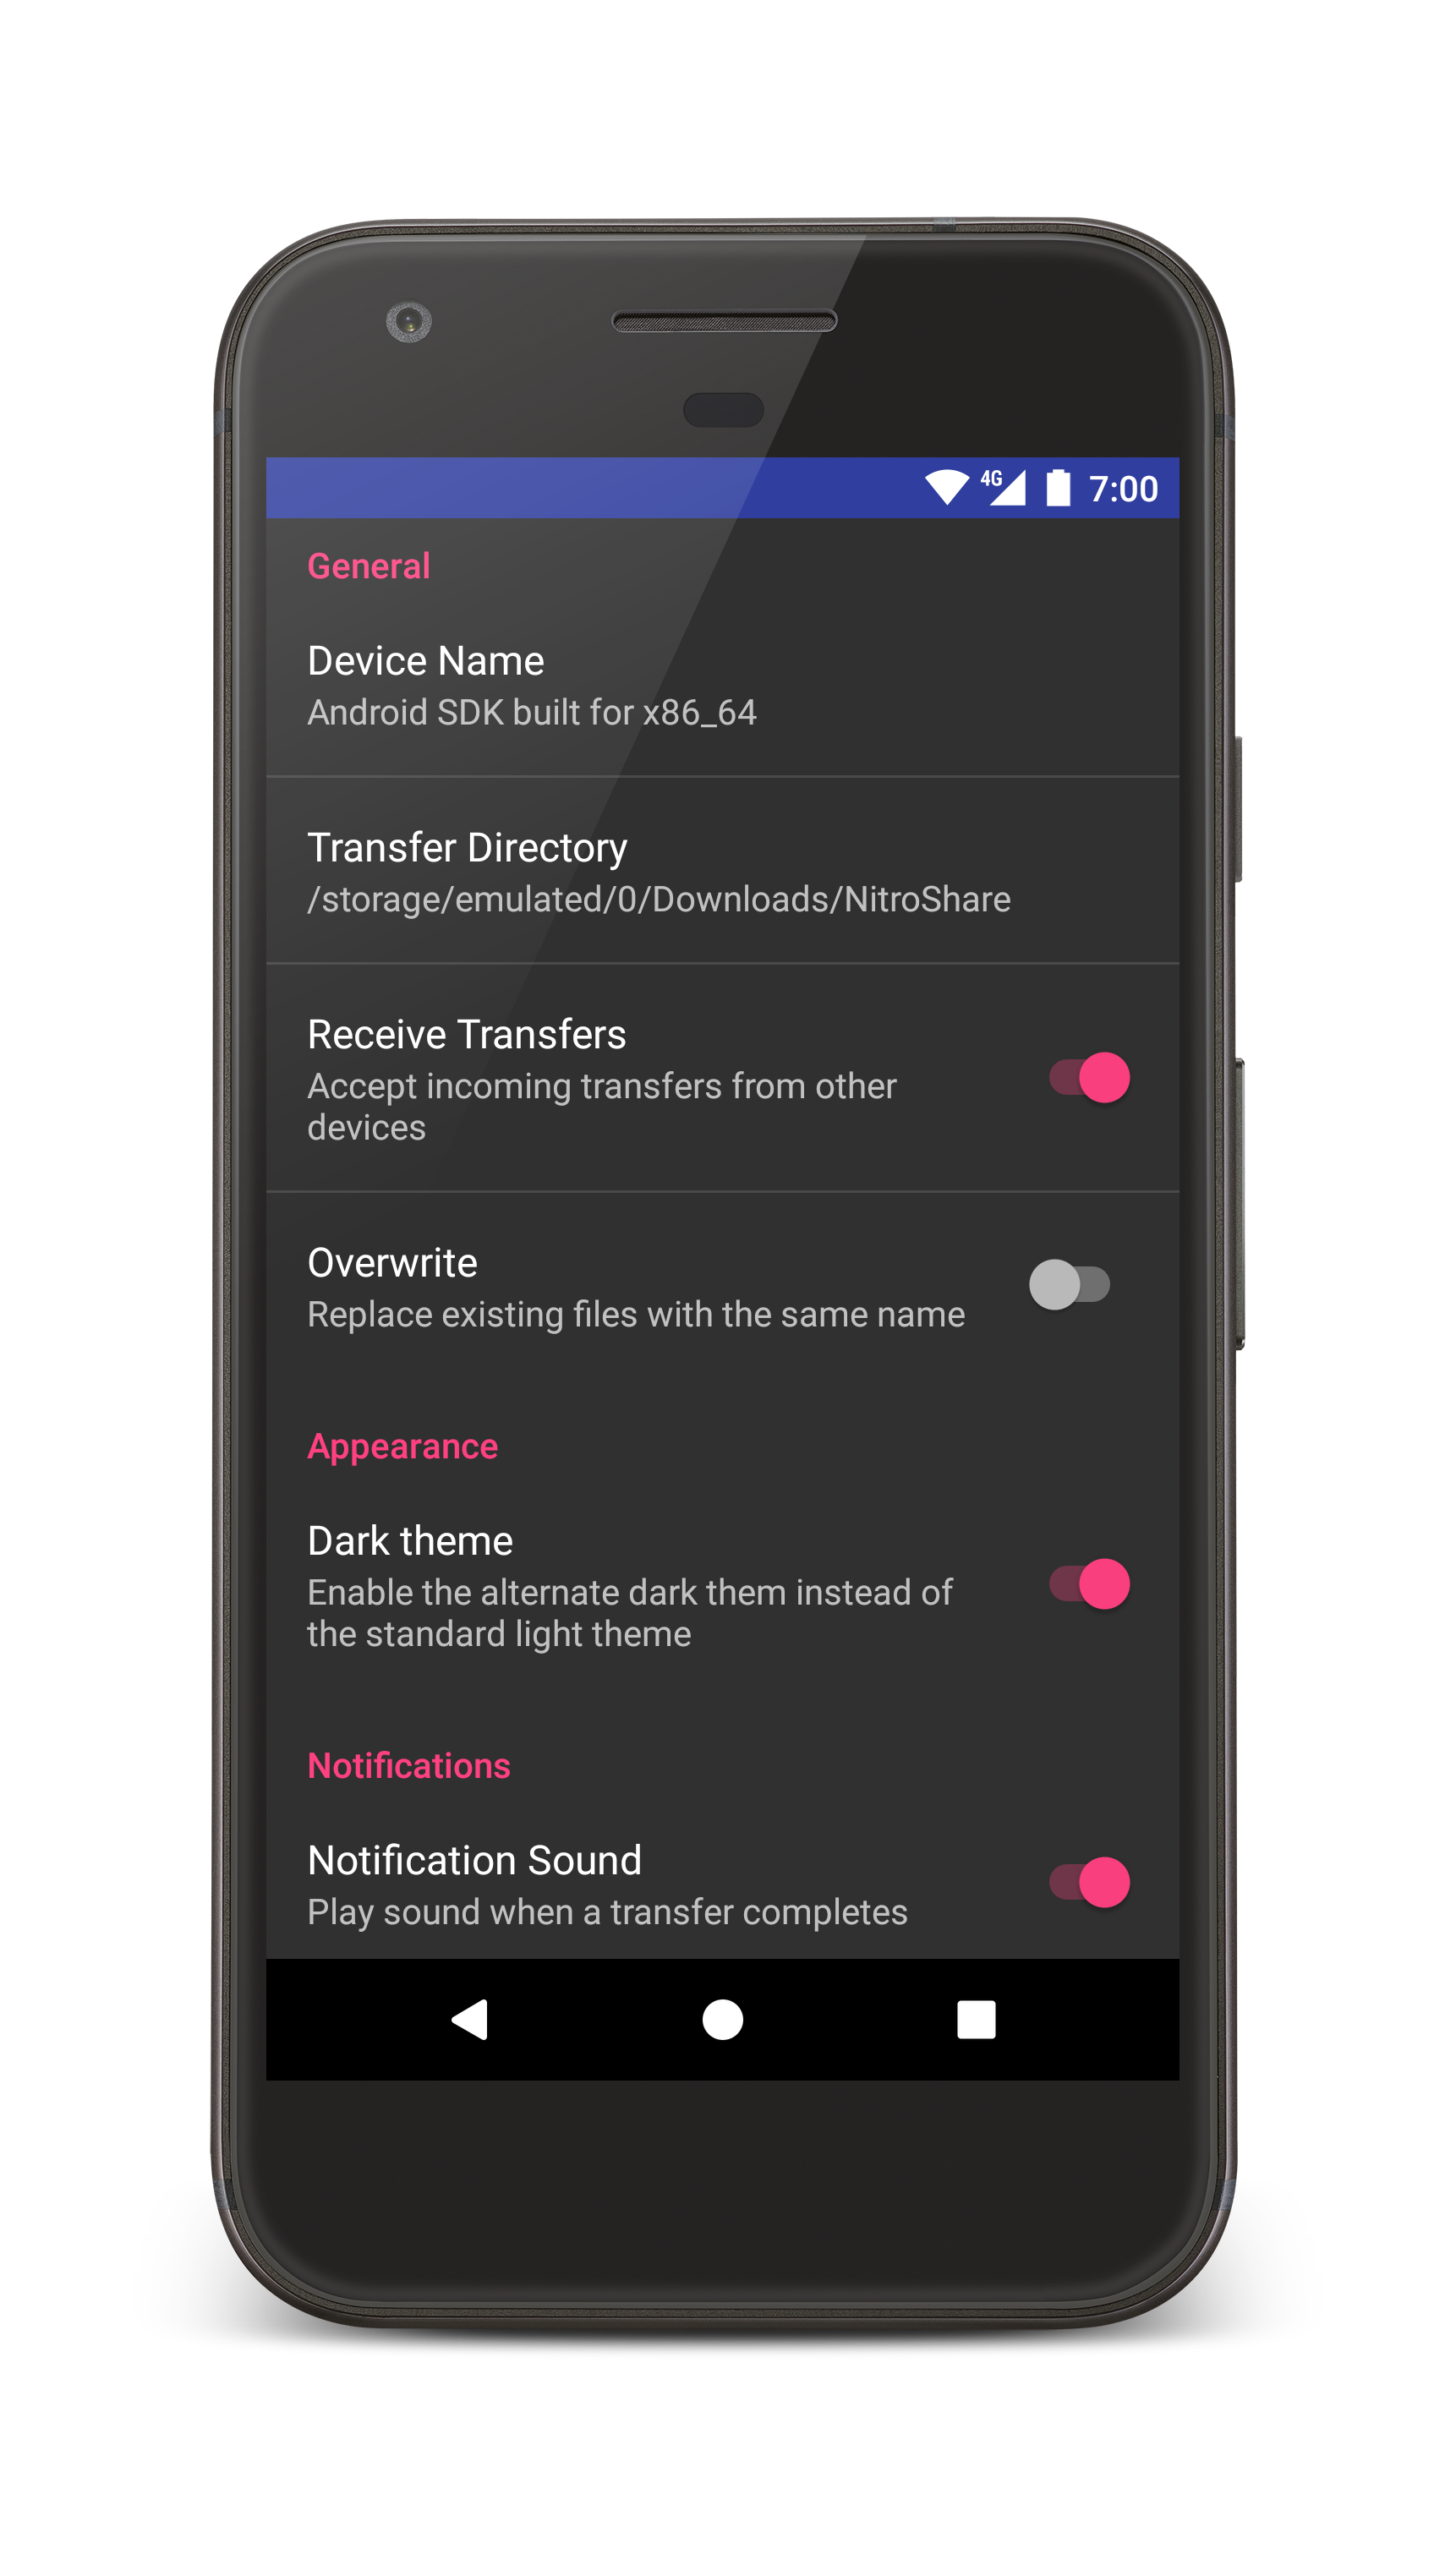 4G 7:00
General
Device Name
Android SDK built for x86_64
Transfer Directory
/storage/emulated/0/Downloads/NitroShare
Receive Transfers
Accept incoming transfers from other
devices
Overwrite
Replace existing files with the same name
Appearance
Dark theme
Enable the alternate dark them instead of
the standard light theme
Notifications
Notification Sound
Play sound when a transfer completes